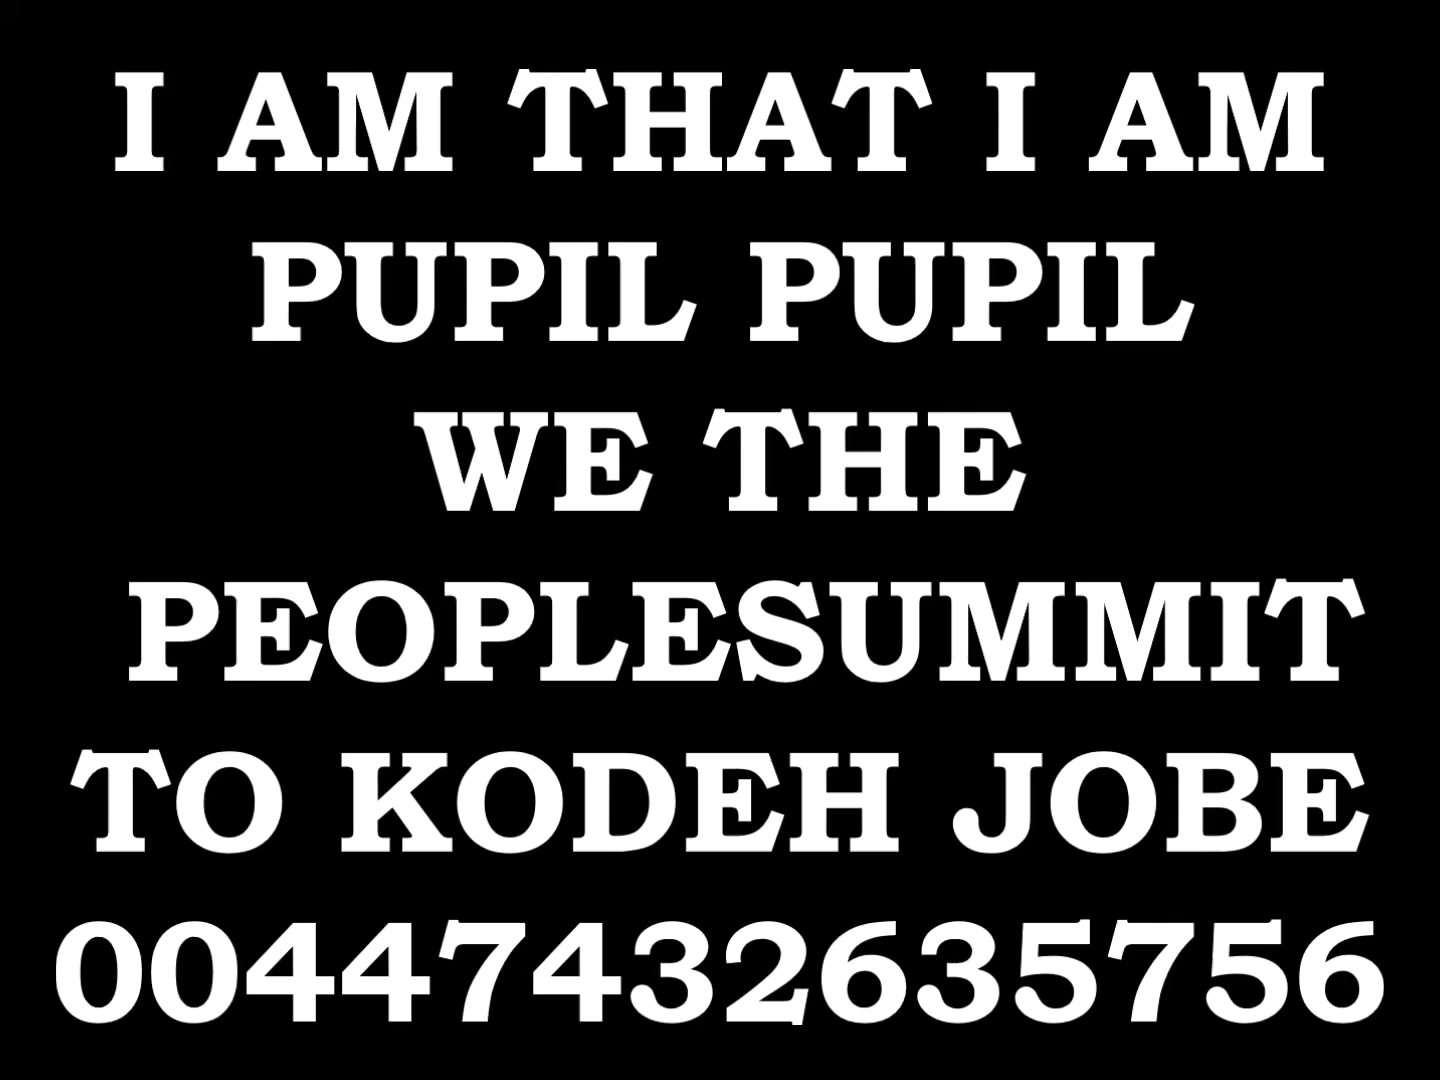 I AM THAT I AM
PUPIL PUPIL
WE THE
PEOPLESUMMIT
TO KODEH JOBE
00447432635756